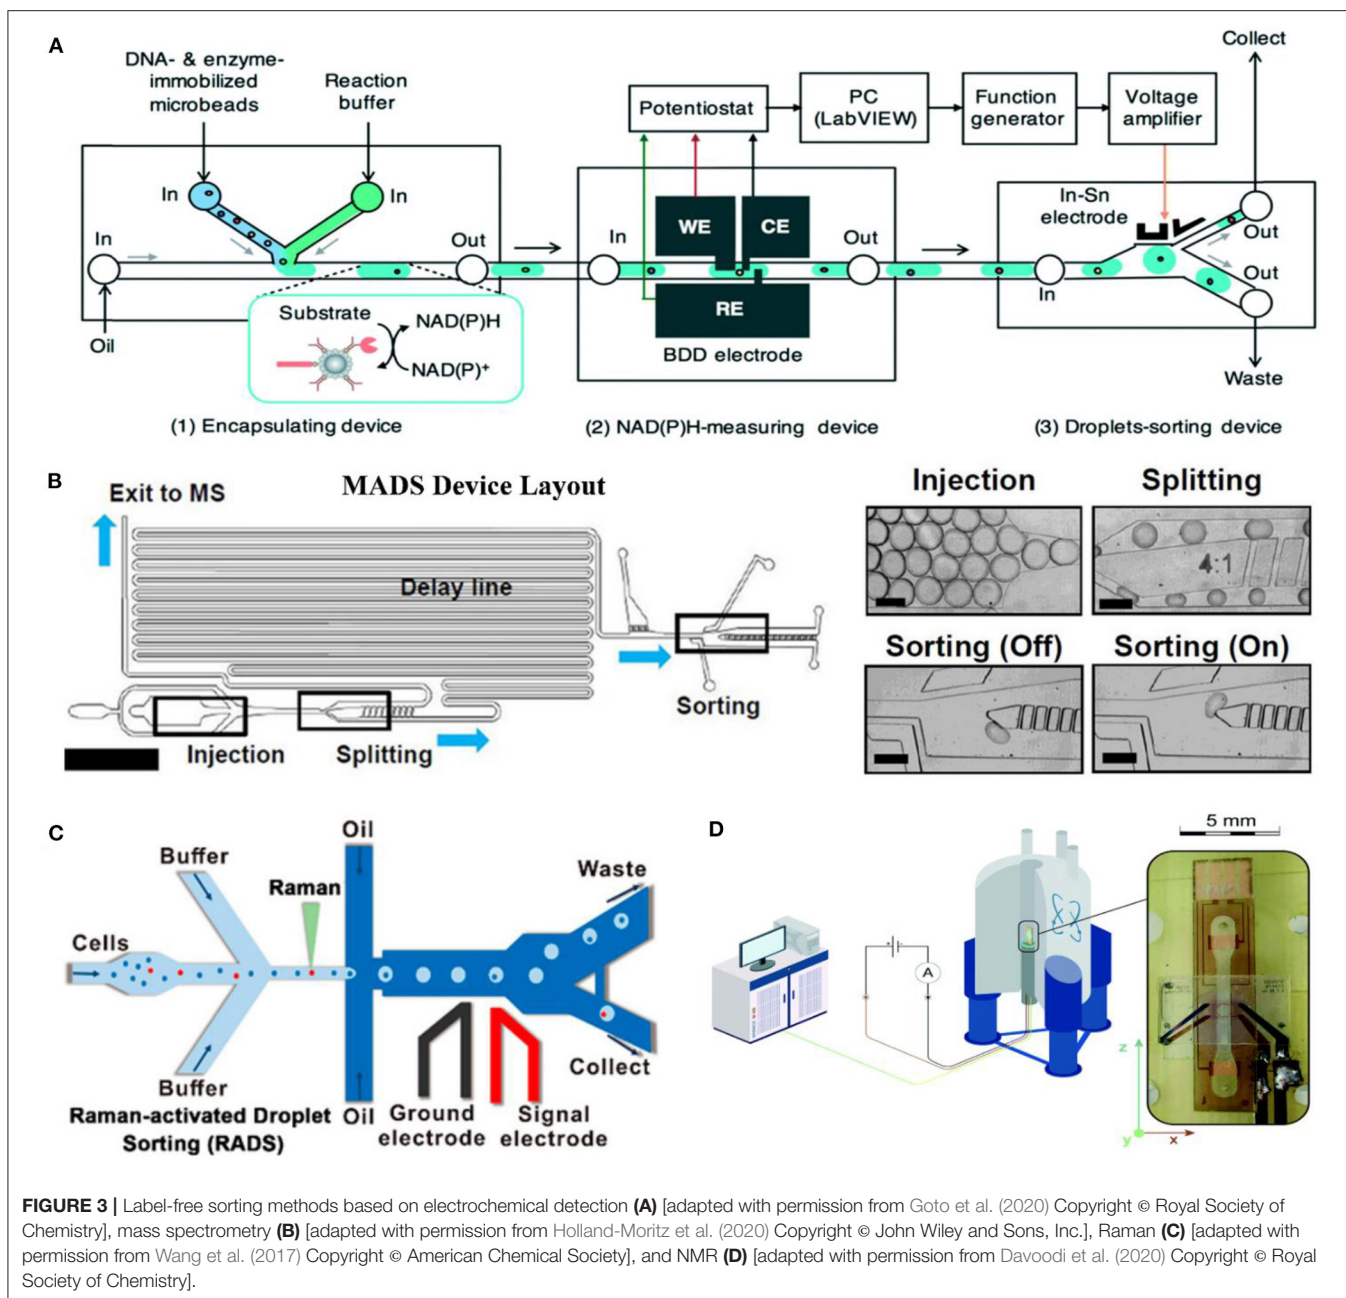 A
DNA- & enzyme-
immobilized
microbeads
Reaction
buffer
In
In
In
Out
Oil
Substrate
NAD(P)H
NAD(P)+
(1) Encapsulating device
Potentiostat
PC
(LabVIEW)
Function
generator
Voltage
amplifier
In
WE
CE
Out
RE
BDD electrode
(2) NAD(P)H-measuring device
Collect
In-Sn
electrode
Out
Out
In
Waste
(3) Droplets-sorting device
B
Exit to MS
MADS Device Layout
Delay line
Sorting
Injection
Splitting
Injection
Splitting
4:1
Sorting (Off)
Sorting (On)
C
Oil
Buffer
Raman
Waste
Cells
Buffer
Oil
Raman-activated Droplet
Sorting (RADS)
Ground
electrode
Signal
electrode
Collect
D
5 mm
A
z
y
x
FIGURE 3 | Label-free sorting methods based on electrochemical detection (A) [adapted with permission from Goto et al. (2020) Copyright © Royal Society of
Chemistry], mass spectrometry (B) [adapted with permission from Holland-Moritz et al. (2020) Copyright © John Wiley and Sons, Inc.], Raman (C) [adapted with
permission from Wang et al. (2017) Copyright © American Chemical Society], and NMR (D) [adapted with permission from Davoodi et al. (2020) Copyright © Royal
Society of Chemistry].